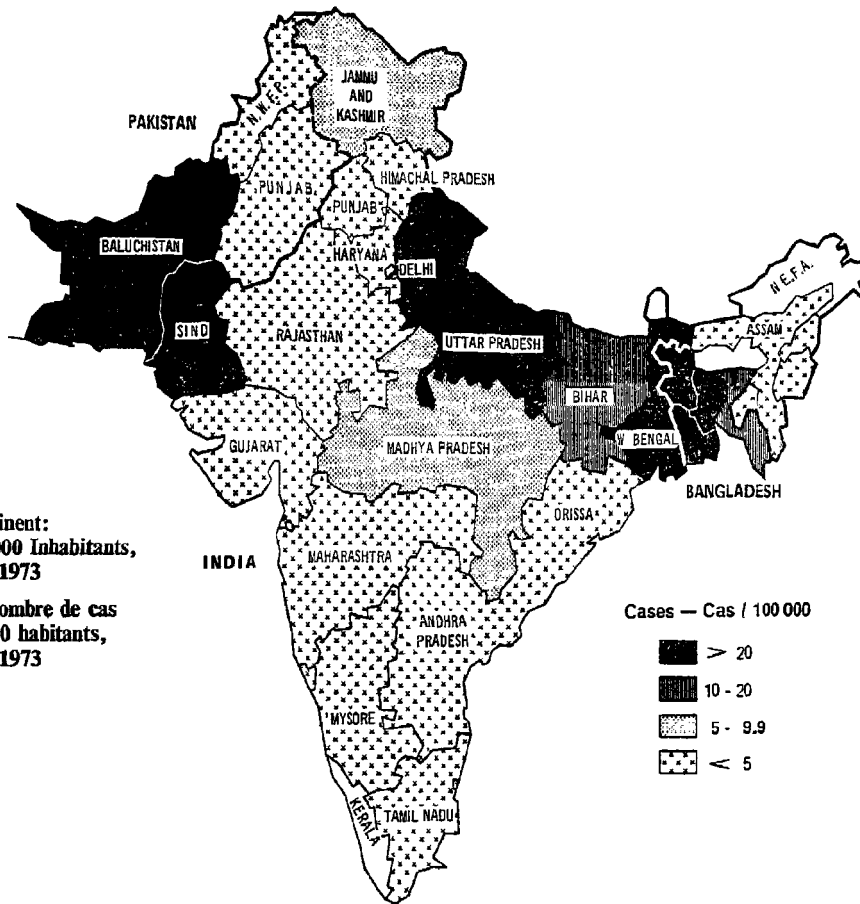 JAMMU
AND
KASHMIR
N.W.F.P.
PAKISTAN
HIMACHAL PRADESH
PUNJAB
PUNJAB
BALUCHISTAN
HARYANA
DELHI
N.E.F.A.
SIND
RAJASTHAN
UTTAR PRADESH
ASSAM
BIHAR
GUJARAT
MADHYA PRADESH
W. BENGAL
BANGLADESH
ORISSA
inent:
000 Inhabitants,
1973
INDIA
MAHARASHTRA
ombre de cas
0 habitants,
1973
ANDHRA
PRADESH
Cases — Cas / 100 000
> 20
10 - 20
5 - 9.9
< 5
MYSORE
KERALA
TAMIL NADU